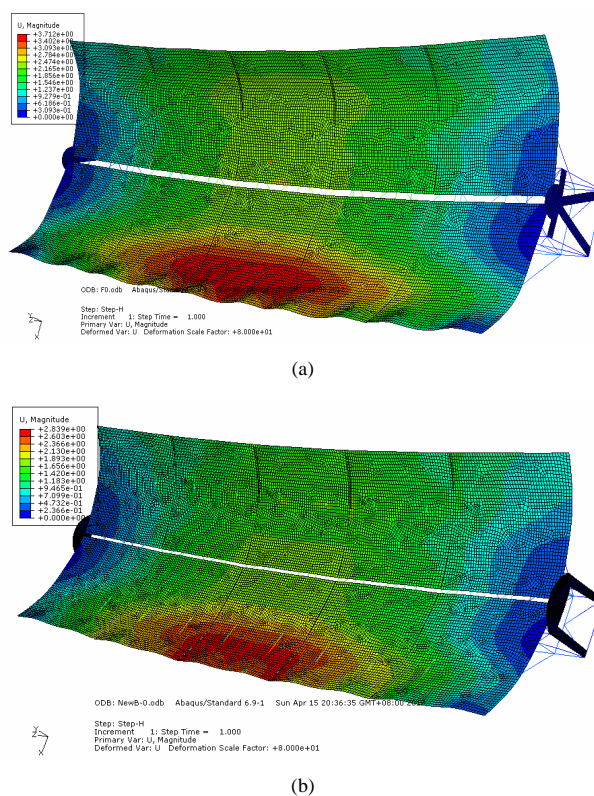 U, Magnitude
+3.712e+00
+3.402e+00
+3.093e+00
+2.784e+00
+2.474e+00
+2.165e+00
+1.856e+00
+1.546e+00
+1.237e+00
+9.279e-01
+6.186e-01
+3.093e-01
+0.000e+00
ODB: F0.odb Abaqus/Standard
Step: Step-H
Increment 1: Step Time = 1.000
Primary Var: U, Magnitude
Deformed Var: U Deformation Scale Factor: +8.000e+01
Y
Z
X
(a)
U, Magnitude
+2.839e+00
+2.603e+00
+2.366e+00
+2.130e+00
+1.893e+00
+1.656e+00
+1.420e+00
+1.183e+00
+9.465e-01
+7.099e-01
+4.732e-01
+2.366e-01
+0.000e+00
ODB: NewB-0.odb Abaqus/Standard 6.9-1 Sun Apr 15 20:36:35 GMT+08:00
Step: Step-H
Increment 1: Step Time = 1.000
Primary Var: U, Magnitude
Deformed Var: U Deformation Scale Factor: +8.000e+01
Y
Z
X
(b)